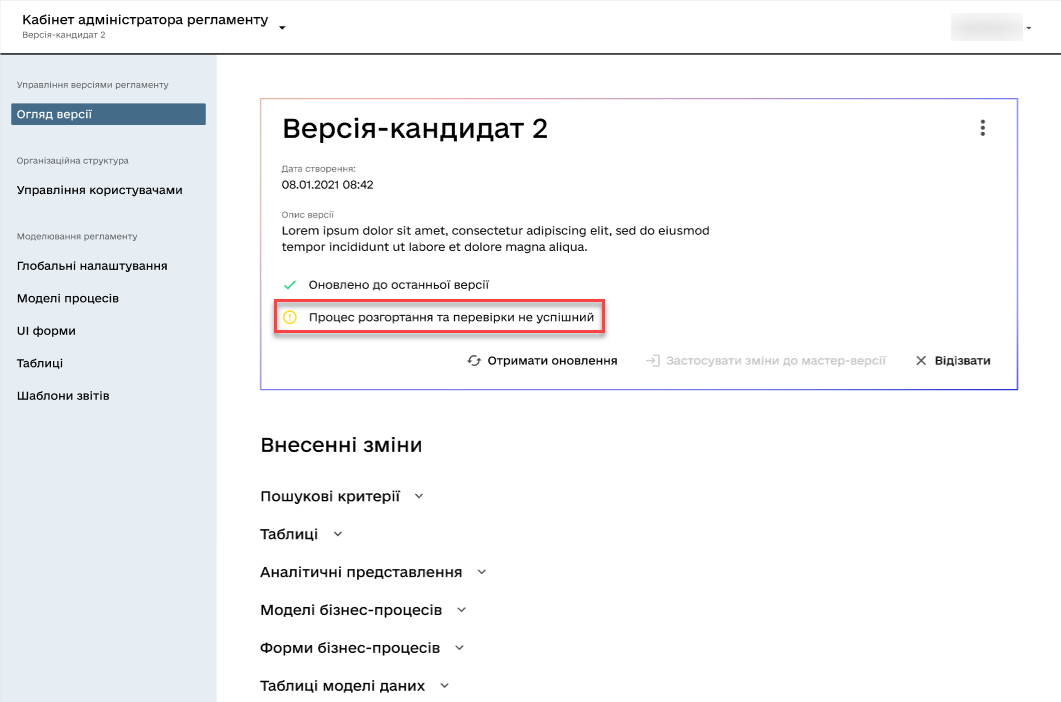 Кабінет адміністратора регламенту
Версія-кандидат 2
Управління версіями регламенту
Огляд версії
Організаційна структура
Управління користувачами
Моделювання регламенту
Глобальні налаштування
Моделі процесів
UI форми
Таблиці
Шаблони звітів
Версія-кандидат 2
Дата створення:
08.01.2021 08:42
Опис версії
Lorem ipsum dolor sit amet, consectetur adipiscing elit, sed do eiusmod
tempor incididunt ut labore et dolore magna aliqua.
Оновлено до останньої версії
Процес розгортання та перевірки не успішний
Отримати оновлення
Застосувати зміни до мастер-версії
Відізвати
Внесенні зміни
Пошукові критерії
Таблиці
Аналітичні представлення
Моделі бізнес-процесів
Форми бізнес-процесів
Таблиці моделі даних